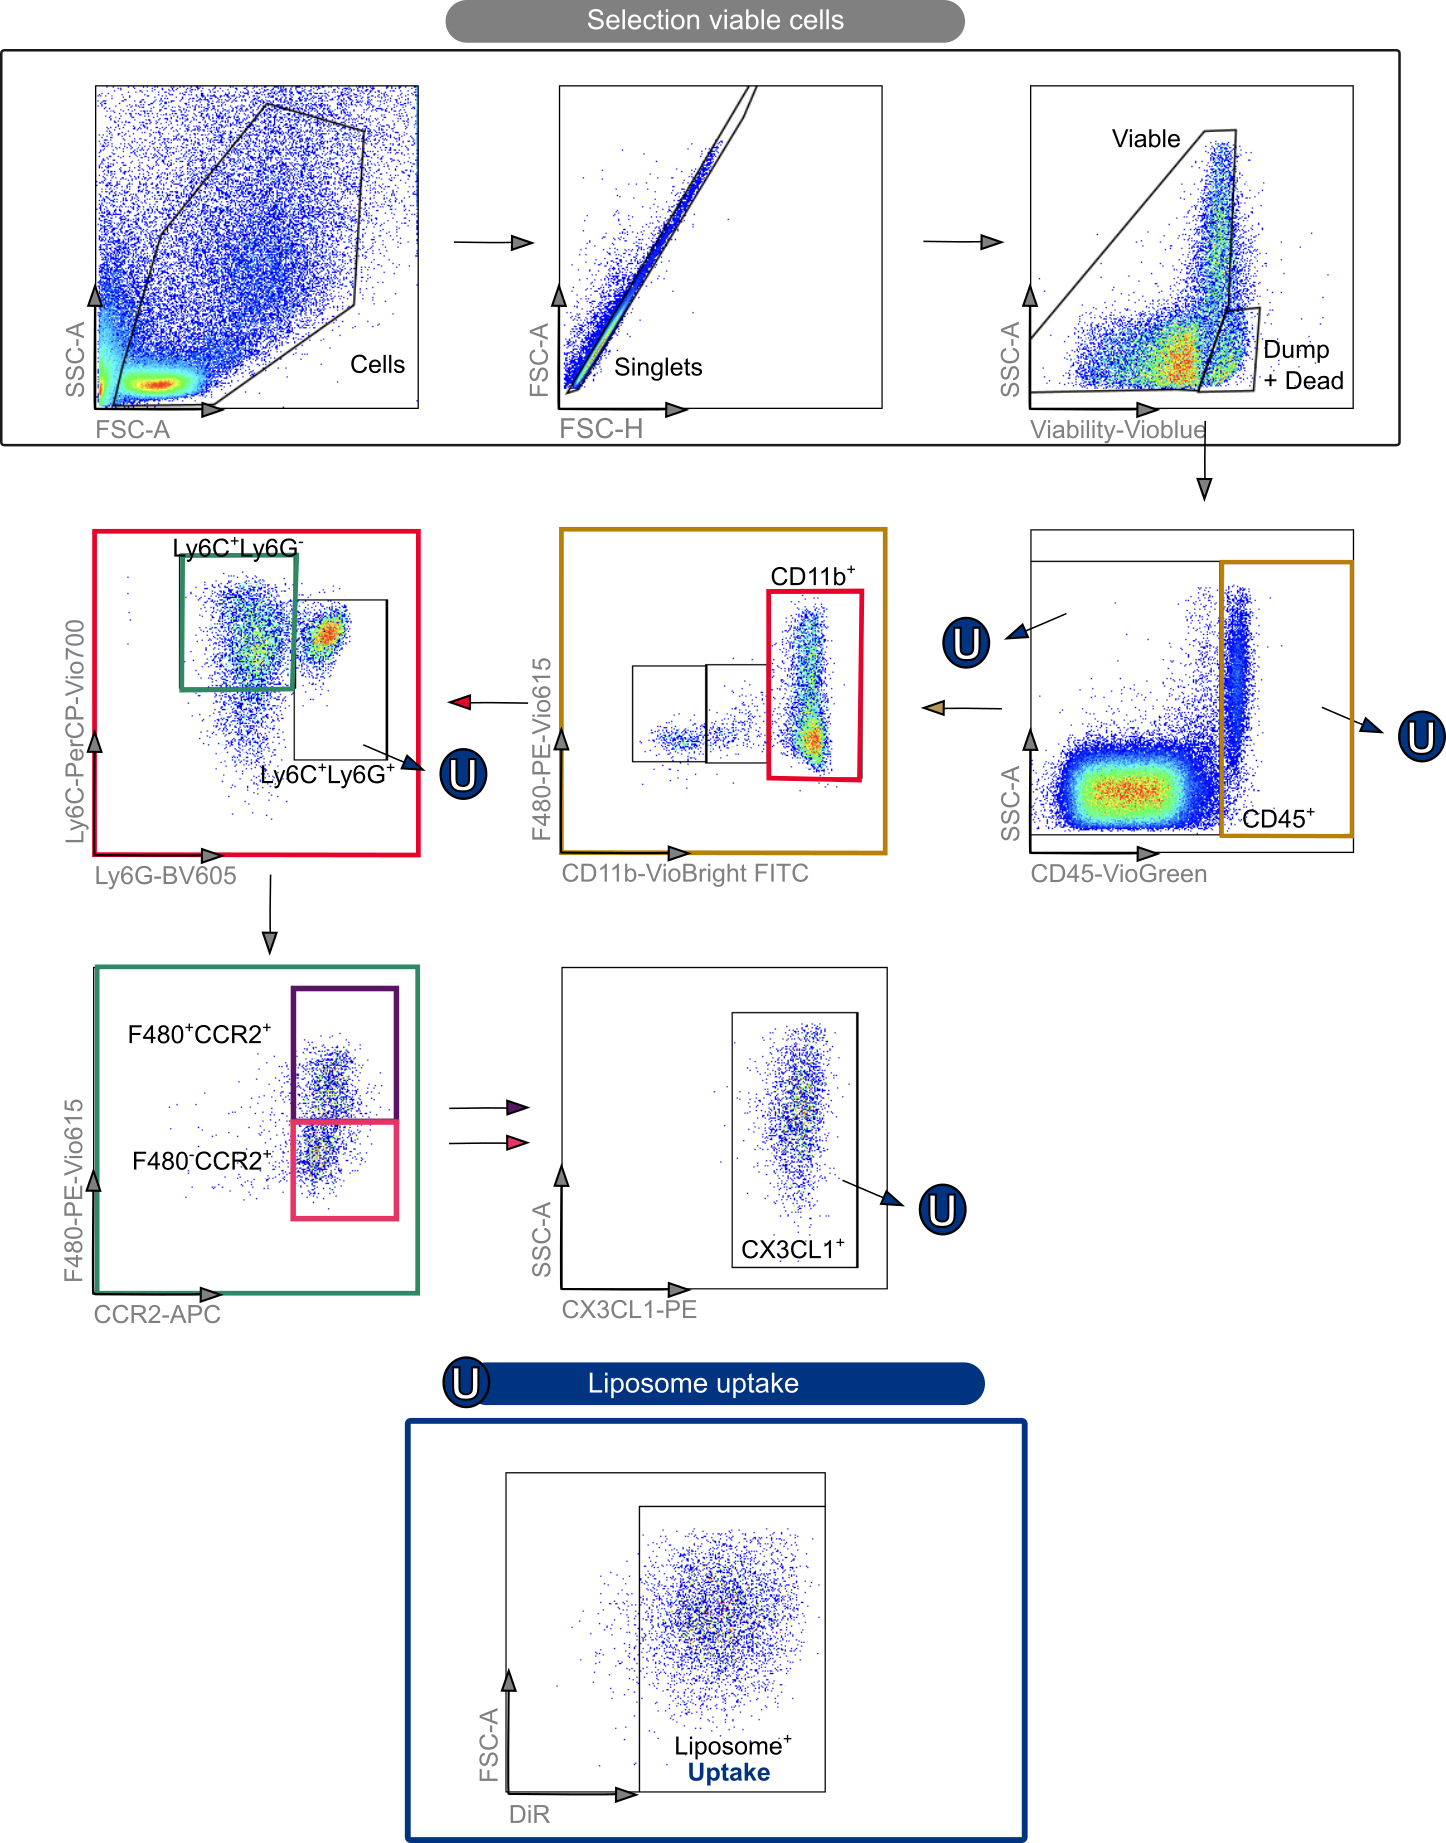 Selection viable cells
SSC-A
Cells
FSC-A
FSC-A
Singlets
FSC-H
Viable
SSC-A
Dump
+ Dead
Viability-Vioblue
Ly6C+Ly6G-
Ly6C-PerCP-Vio700
Ly6C+Ly6G+
U
Ly6G-BV605
CD11b+
F480-PE-Vio615
CD11b-VioBright FITC
U
U
SSC-A
CD45+
CD45-VioGreen
F480+CCR2+
F480-CCR2+
F480-PE-Vio615
CCR2-APC
SSC-A
CX3CL1+
U
CX3CL1-PE
U Liposome uptake
FSC-A
Liposome+
Uptake
DiR